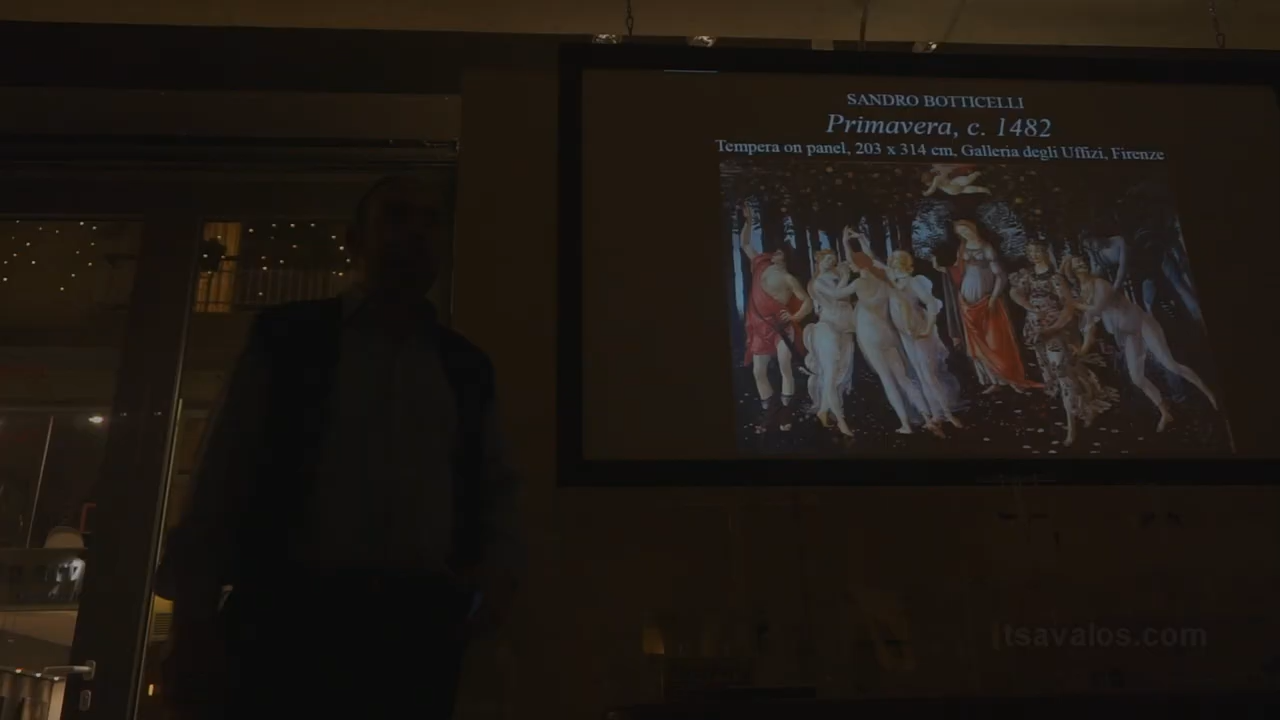 SANDRO BOTTICELLI
Primavera, c. 1482
Tempera on panel, 203 x 314 cm, Galleria degli Uffizi, Firenze
tsavalos.com